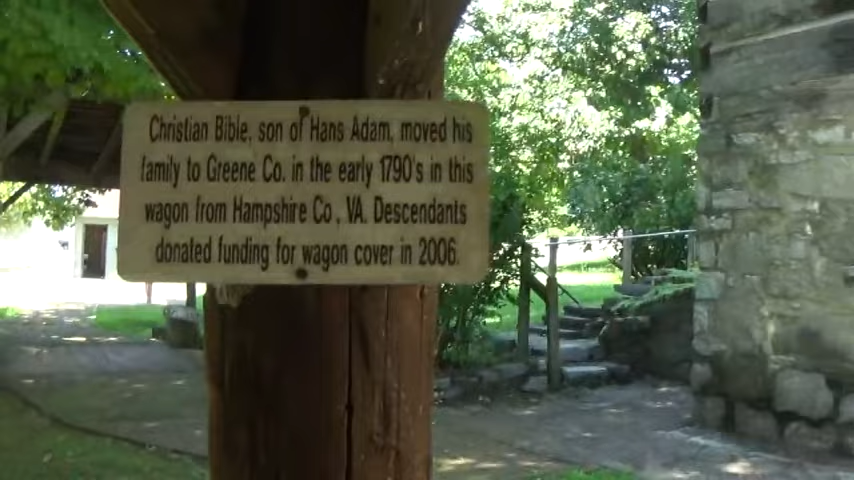 Christian Bible, son of Hans Adam, moved his
family to Greene Co. in the early 1790's in this
wagon from Hampshire Co., VA. Descendants
donated funding for wagon cover in 2006.